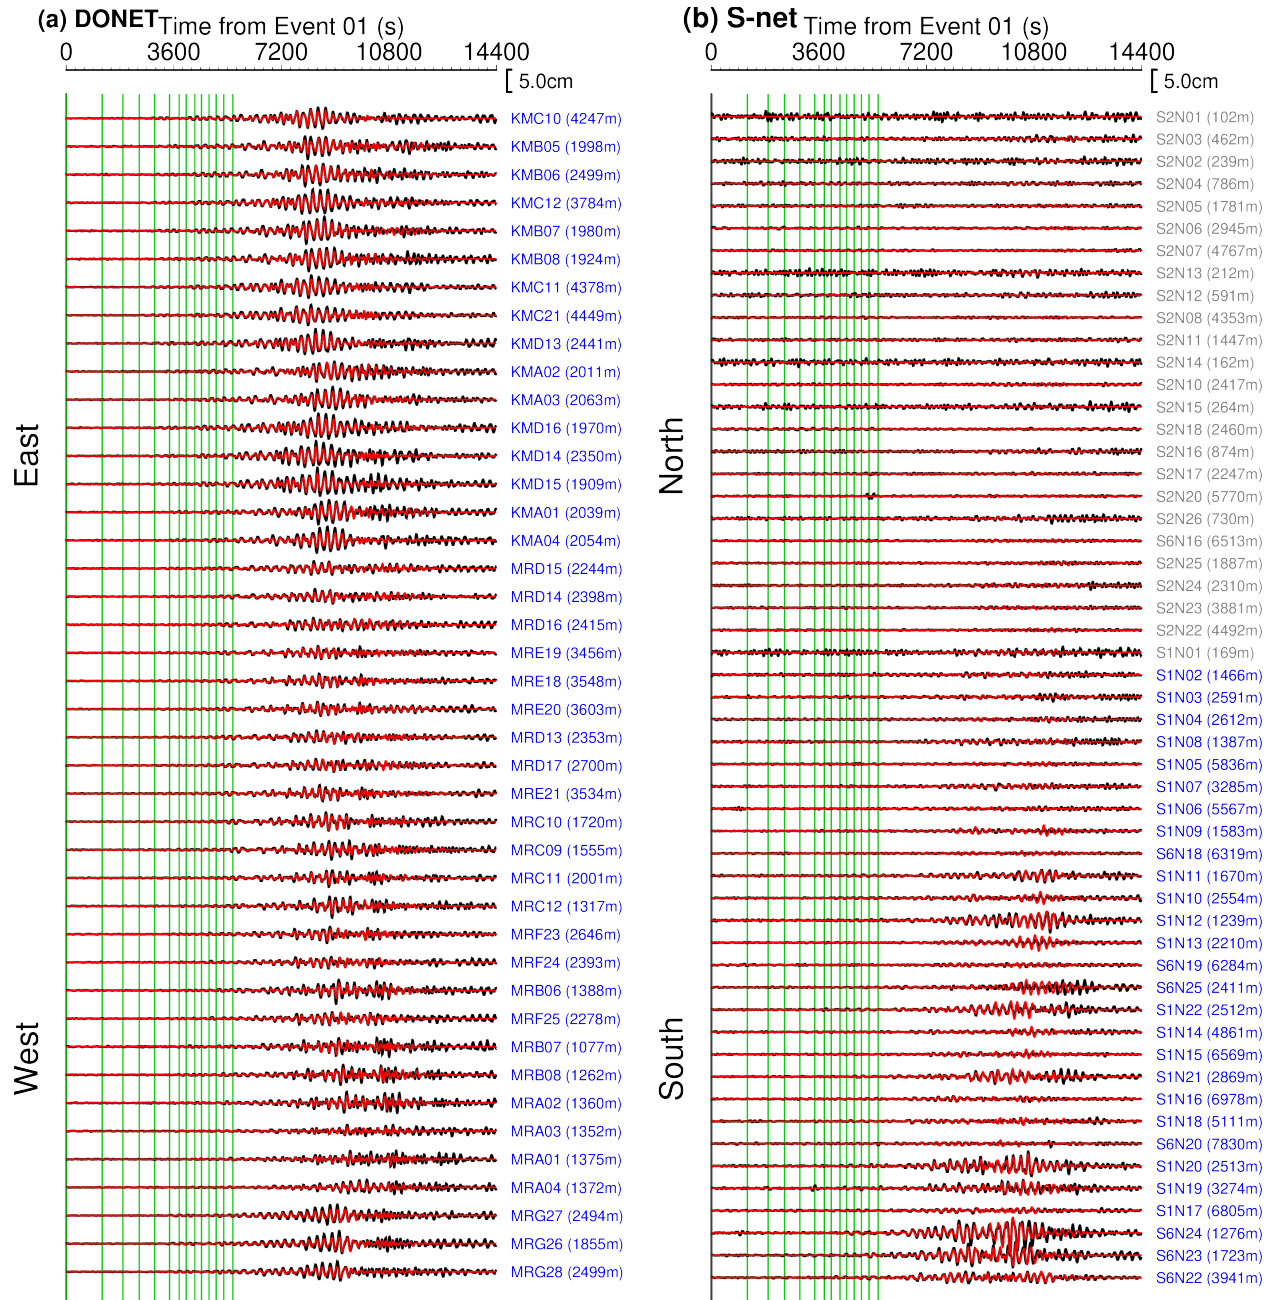 (a) DONET
Time from Event 01 (s)
0 3600 7200 10800 14400
5.0cm
KMC10 (4247m)
KMB05 (1998m)
KMB06 (2499m)
KMC12 (3784m)
KMB07 (1980m)
KMB08 (1924m)
KMC11 (4378m)
KMC21 (4449m)
KMD13 (2441m)
KMA02 (2011m)
KMA03 (2063m)
KMD16 (1970m)
KMD14 (2350m)
KMD15 (1909m)
KMA01 (2039m)
KMA04 (2054m)
MRD15 (2244m)
MRD14 (2398m)
MRD16 (2415m)
MRE19 (3456m)
MRE18 (3548m)
MRE20 (3603m)
MRD13 (2353m)
MRD17 (2700m)
MRE21 (3534m)
MRC10 (1720m)
MRC09 (1555m)
MRC11 (2001m)
MRC12 (1317m)
MRF23 (2646m)
MRF24 (2393m)
MRB06 (1388m)
MRF25 (2278m)
MRB07 (1077m)
MRB08 (1262m)
MRA02 (1360m)
MRA03 (1352m)
MRA01 (1375m)
MRA04 (1372m)
MRG27 (2494m)
MRG26 (1855m)
MRG28 (2499m)
East
West
(b) S-net
Time from Event 01 (s)
0 3600 7200 10800 14400
5.0cm
S2N01 (102m)
S2N03 (462m)
S2N02 (239m)
S2N04 (786m)
S2N05 (1781m)
S2N06 (2945m)
S2N07 (4767m)
S2N13 (212m)
S2N12 (591m)
S2N08 (4353m)
S2N11 (1447m)
S2N14 (162m)
S2N10 (2417m)
S2N15 (264m)
S2N18 (2460m)
S2N16 (874m)
S2N17 (2247m)
S2N20 (5770m)
S2N26 (730m)
S6N16 (6513m)
S2N25 (1887m)
S2N24 (2310m)
S2N23 (3881m)
S2N22 (4492m)
S1N01 (169m)
S1N02 (1466m)
S1N03 (2591m)
S1N04 (2612m)
S1N08 (1387m)
S1N05 (5836m)
S1N07 (3285m)
S1N06 (5567m)
S1N09 (1583m)
S6N18 (6319m)
S1N11 (1670m)
S1N10 (2554m)
S1N12 (1239m)
S1N13 (2210m)
S6N19 (6284m)
S6N25 (2411m)
S1N22 (2512m)
S1N14 (4861m)
S1N15 (6569m)
S1N21 (2869m)
S1N16 (6978m)
S1N18 (5111m)
S6N20 (7830m)
S1N20 (2513m)
S1N19 (3274m)
S1N17 (6805m)
S6N24 (1276m)
S6N23 (1723m)
S6N22 (3941m)
North
South